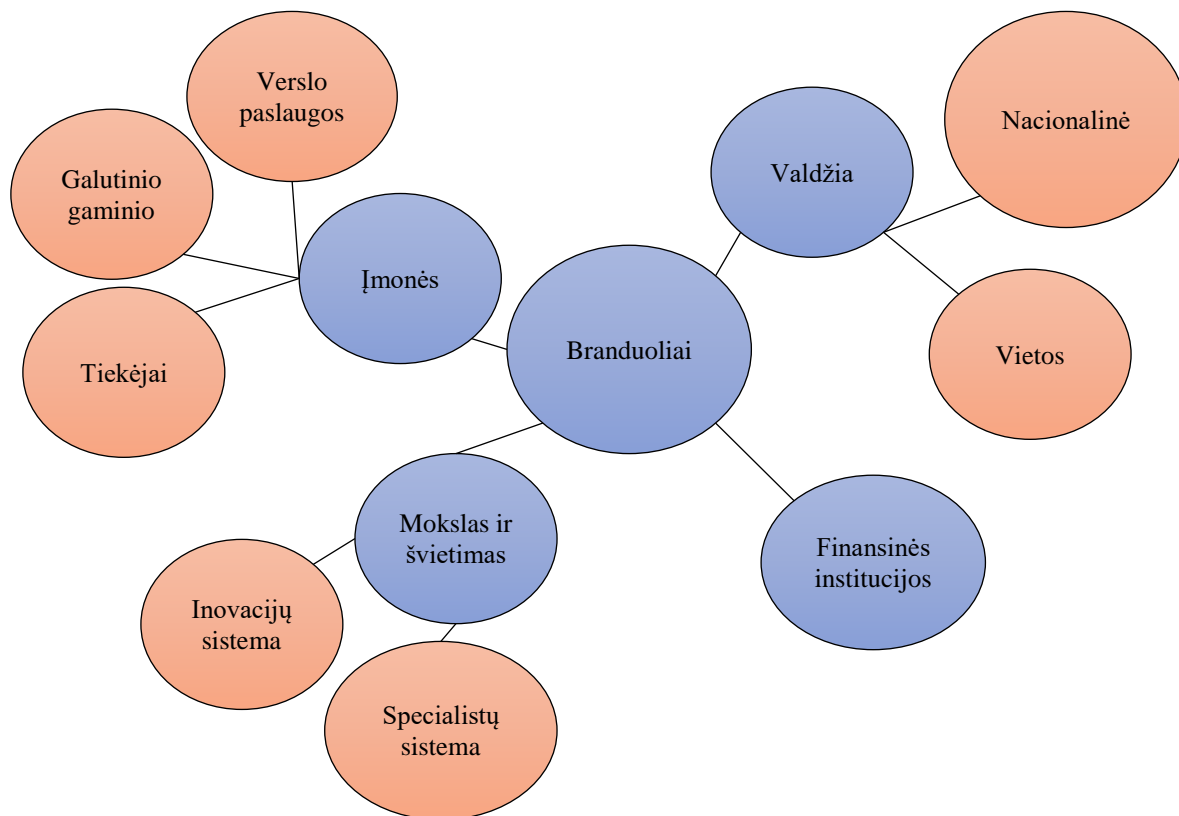 Verslo
paslaugos
Nacionalinė
Valdžia
Galutinio
gaminio
Įmonės
Branduoliai
Vietos
Tiekėjai
Mokslas ir
švietimas
Finansinės
institucijos
Inovacijų
sistema
Specialistų
sistema